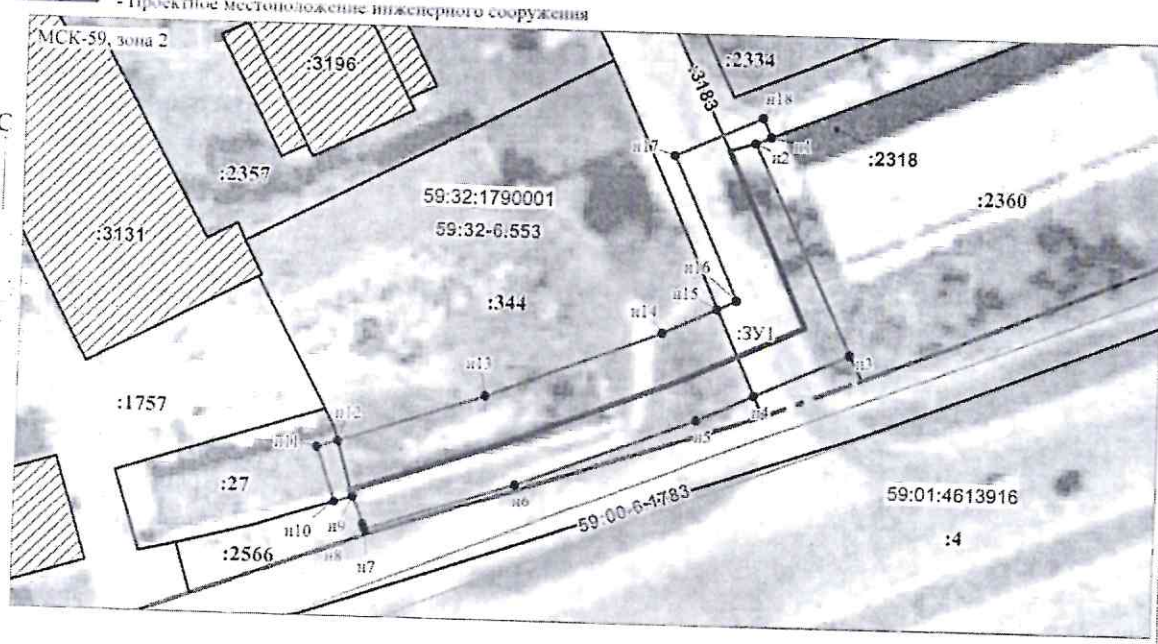 - Проектное местоположение инженерного сооружения
МСК-59, зона 2
:3196
:3183
:2334
н18
н17
н1
н2
:2318
:2357
:2360
59:32:1790001
59:32-6.553
:3131
н16
н15
:344
н14
:ЗУ1
н3
н13
:1757
н4
н12
н11
н5
:27
н6
59:01:4613916
59:00-6-1783
н10
н9
:4
:2566
н8
н7